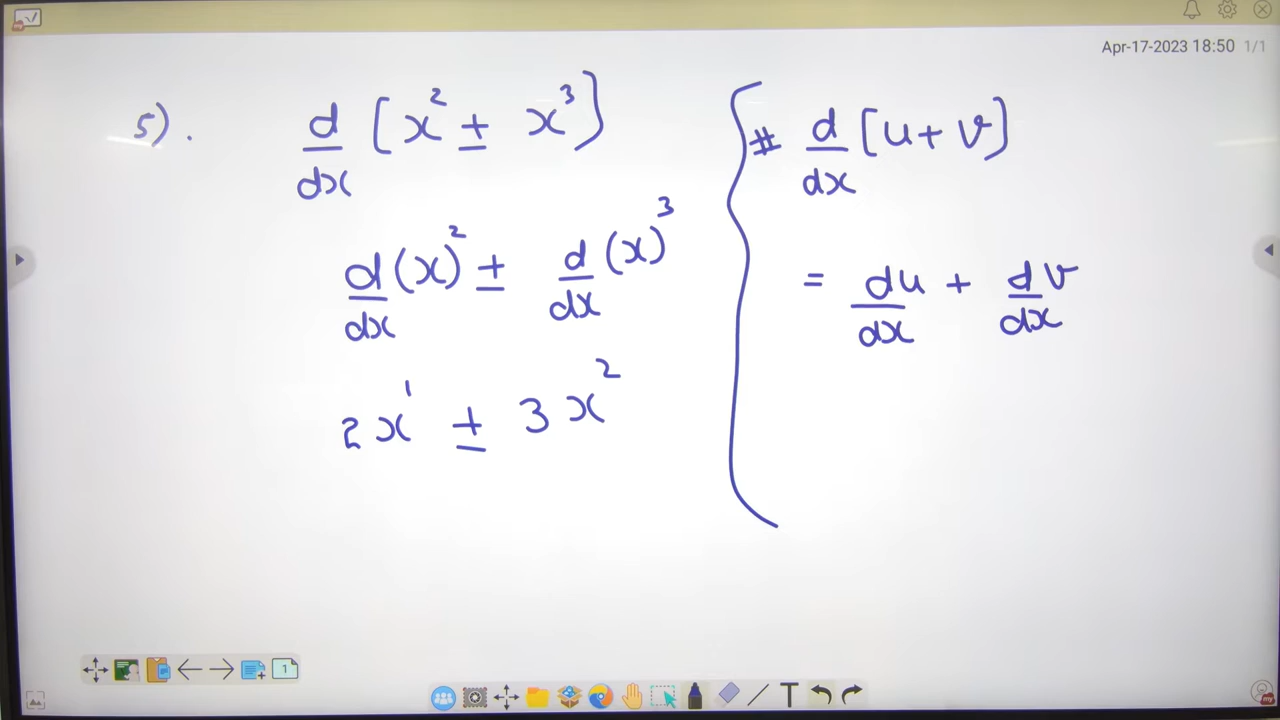 Apr-17-2023 18:50 1/1
5). d/dx [x² ± x³]
d/dx (x)² ± d/dx (x)³
2x¹ ± 3x²
# d/dx [u + v]
= du/dx + dv/dx
1
T